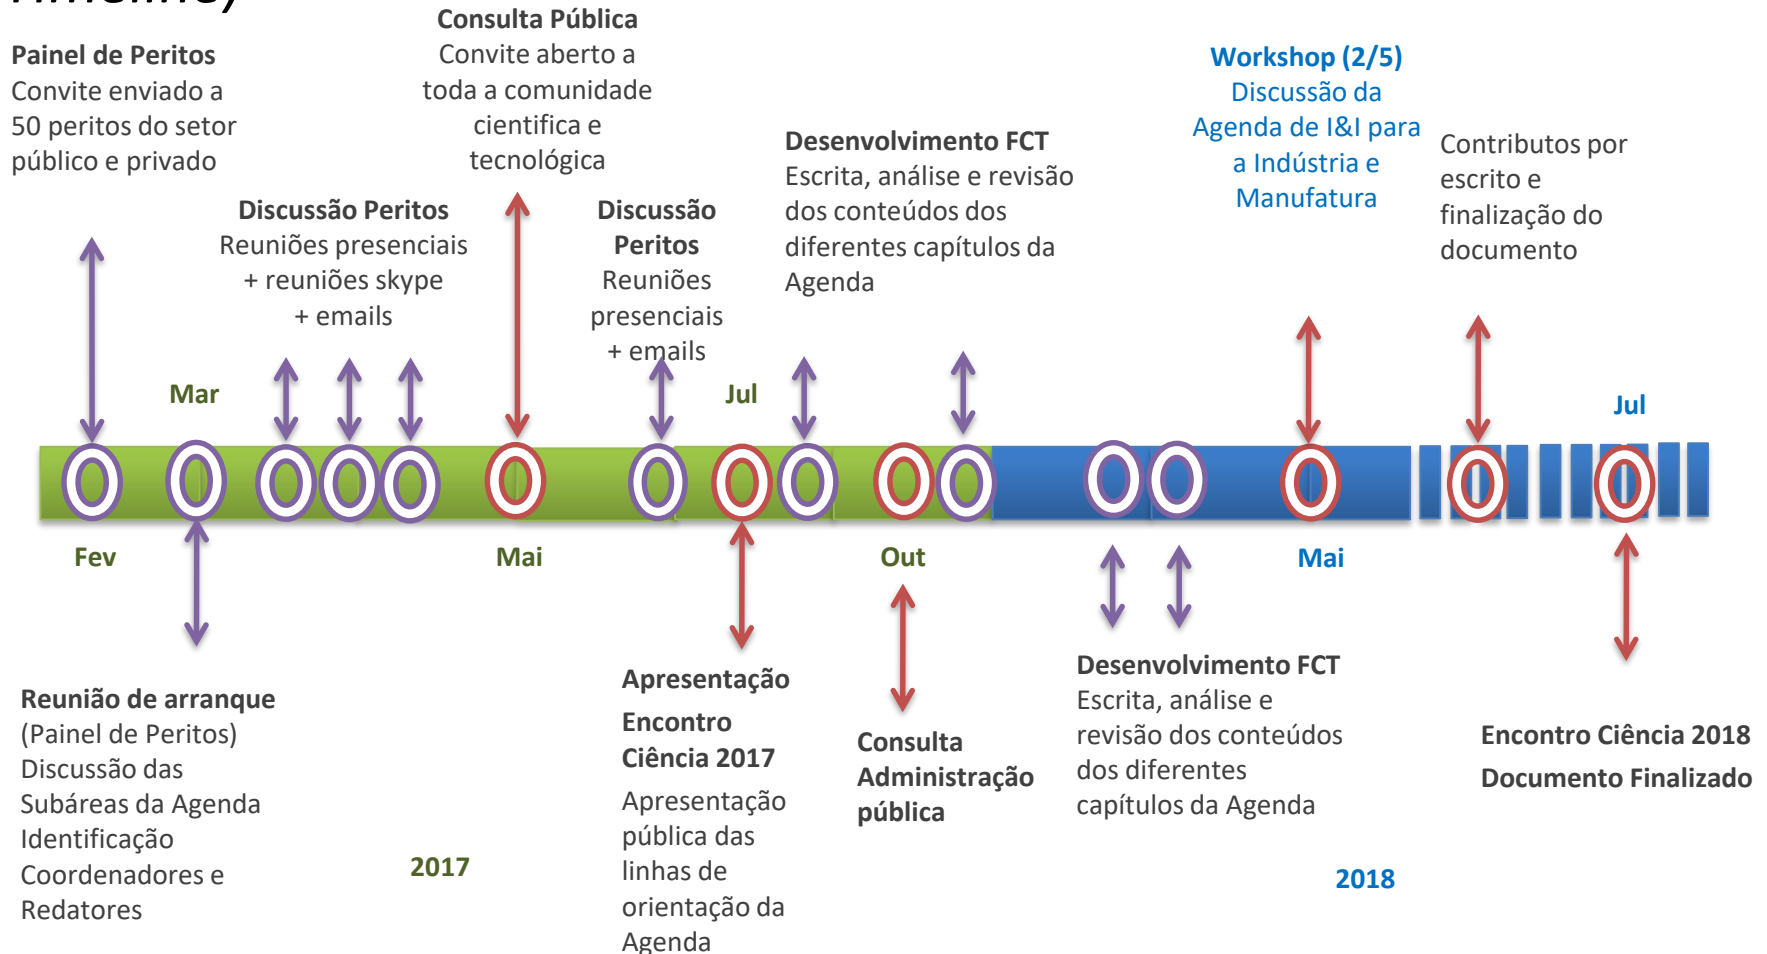 Timeline)
Painel de Peritos
Convite enviado a
50 peritos do setor
público e privado
Consulta Pública
Convite aberto a
toda a comunidade
cientifica e
tecnológica
Discussão Peritos
Reuniões presenciais
+ reuniões skype
+ emails
Discussão
Peritos
Reuniões
presenciais
+ emails
Desenvolvimento FCT
Escrita, análise e revisão
dos conteúdos dos
diferentes capítulos da
Agenda
Workshop (2/5)
Discussão da
Agenda de I&I para
a Indústria e
Manufatura
Contributos por
escrito e
finalização do
documento
Mar
Jul
Jul
Fev
Mai
Out
Mai
Reunião de arranque
(Painel de Peritos)
Discussão das
Subáreas da Agenda
Identificação
Coordenadores e
Redatores
2017
Apresentação
Encontro
Ciência 2017
Apresentação
pública das
linhas de
orientação da
Agenda
Consulta
Administração
pública
Desenvolvimento FCT
Escrita, análise e
revisão dos conteúdos
dos diferentes
capítulos da Agenda
2018
Encontro Ciência 2018
Documento Finalizado